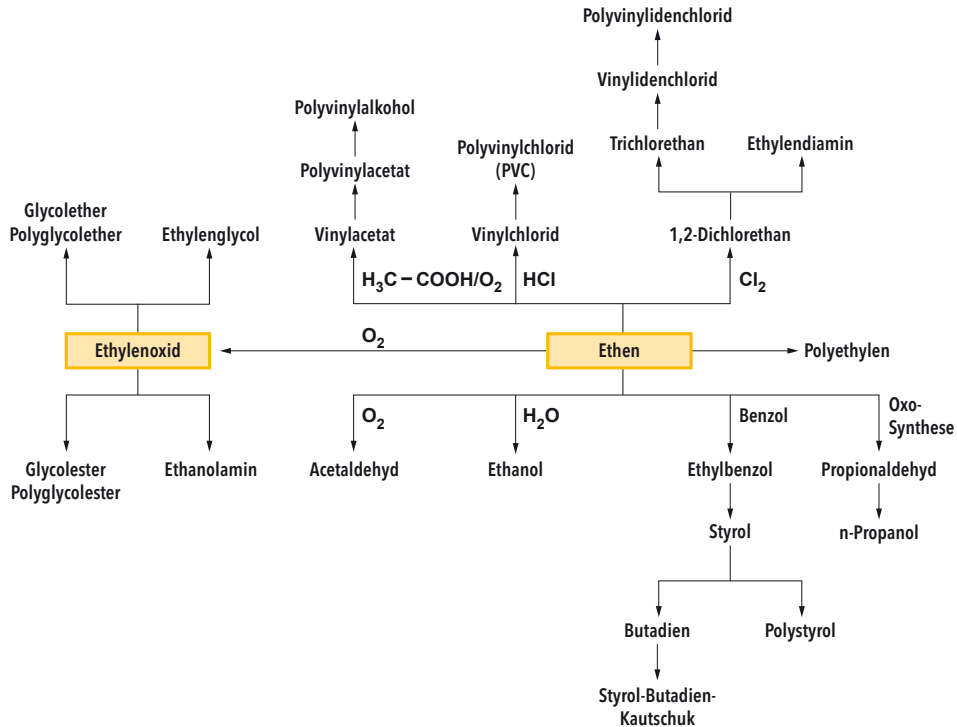 Polyvinylidenchlorid
Vinylidenchlorid
Polyvinylalkohol
Polyvinylchlorid
(PVC)
Trichlorethan
Ethylendiamin
Polyvinylacetat
Glycolether
Polyglycolether
Ethylenglycol
Vinylacetat
Vinylchlorid
1,2-Dichlorethan
H₃C – COOH/O₂
HCl
Cl₂
Ethylenoxid
O₂
Ethen
Polyethylen
O₂
H₂O
Benzol
Oxo-
Synthese
Glycolester
Polyglycolester
Ethanolamin
Acetaldehyd
Ethanol
Ethylbenzol
Propionaldehyd
Styrol
n-Propanol
Butadien
Polystyrol
Styrol-Butadien-
Kautschuk